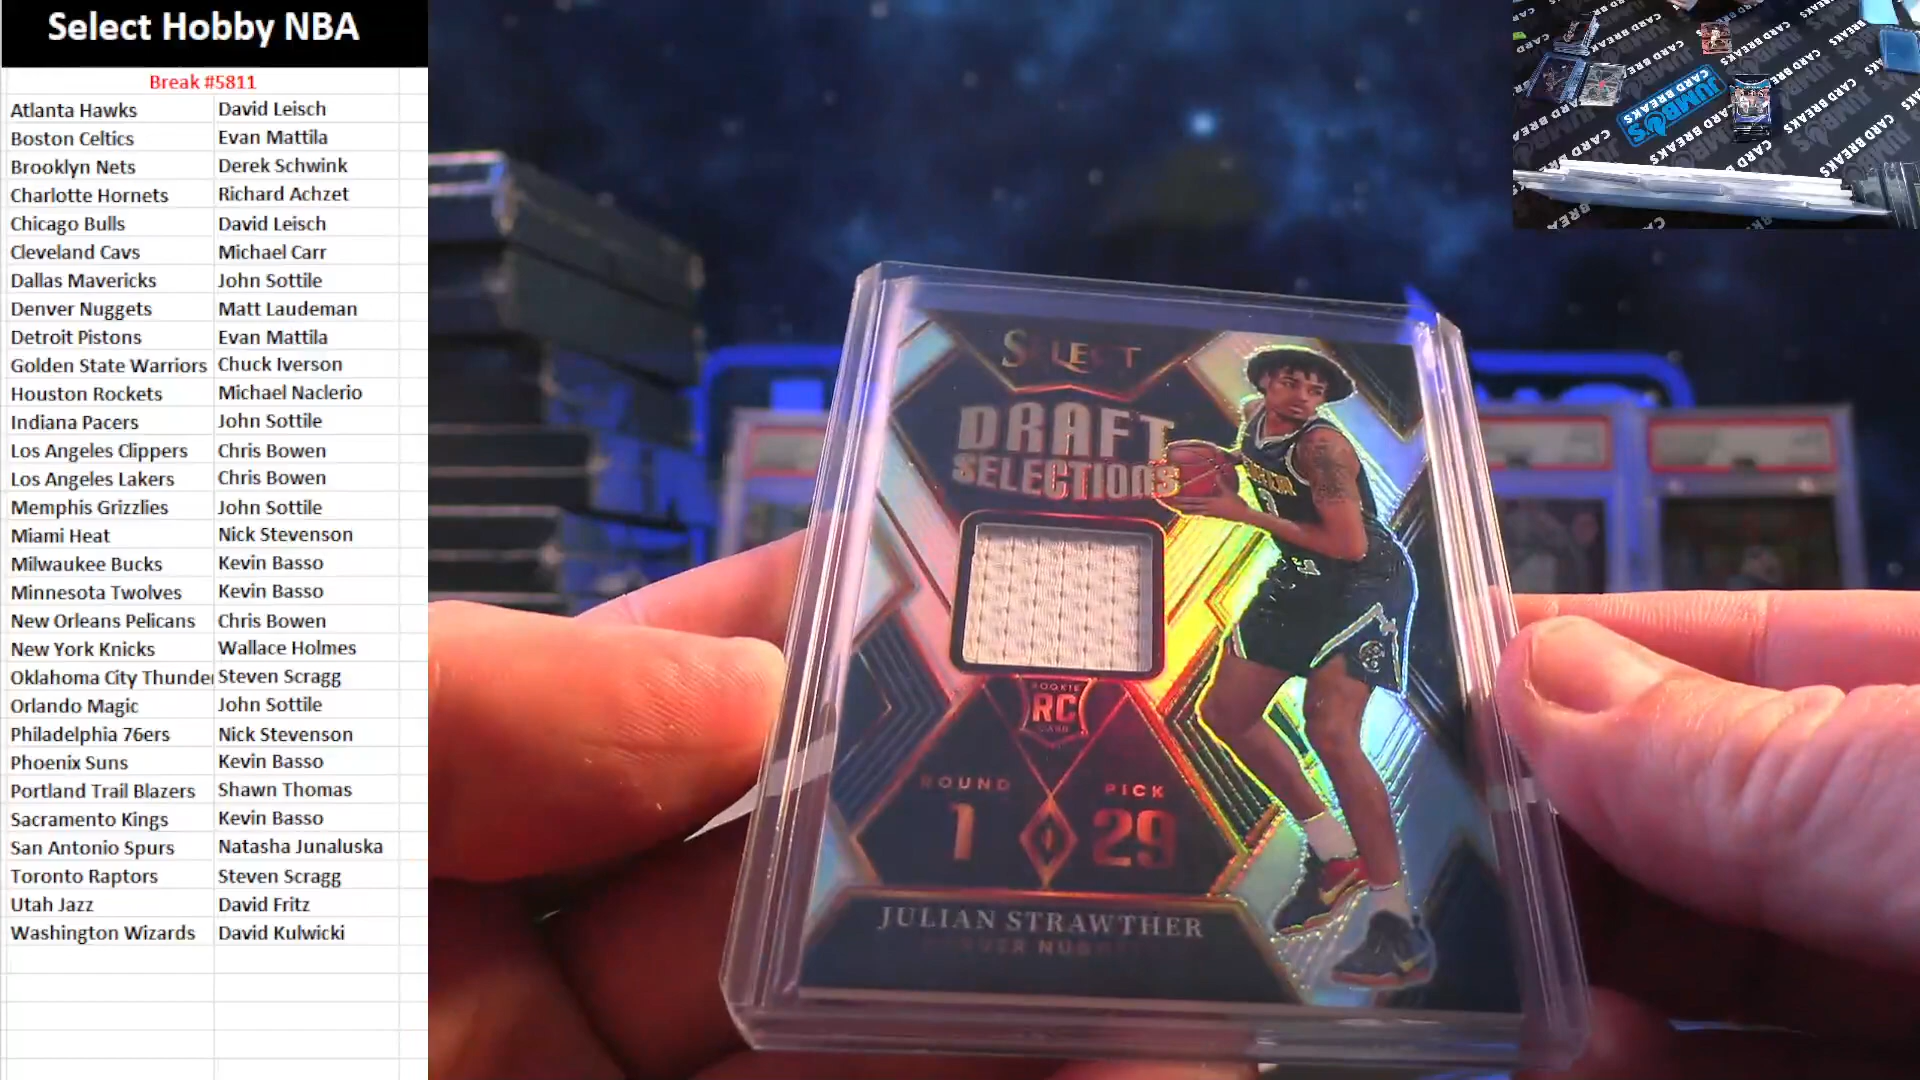 Select Hobby NBA
Break #5811
Atlanta Hawks David Leisch
Boston Celtics Evan Mattila
Brooklyn Nets Derek Schwink
Charlotte Hornets Richard Achzet
Chicago Bulls David Leisch
Cleveland Cavs Michael Carr
Dallas Mavericks John Sottile
Denver Nuggets Matt Laudeman
Detroit Pistons Evan Mattila
Golden State Warriors Chuck Iverson
Houston Rockets Michael Naclerio
Indiana Pacers John Sottile
Los Angeles Clippers Chris Bowen
Los Angeles Lakers Chris Bowen
Memphis Grizzlies John Sottile
Miami Heat Nick Stevenson
Milwaukee Bucks Kevin Basso
Minnesota Twolves Kevin Basso
New Orleans Pelicans Chris Bowen
New York Knicks Wallace Holmes
Oklahoma City Thunder Steven Scragg
Orlando Magic John Sottile
Philadelphia 76ers Nick Stevenson
Phoenix Suns Kevin Basso
Portland Trail Blazers Shawn Thomas
Sacramento Kings Kevin Basso
San Antonio Spurs Natasha Junaluska
Toronto Raptors Steven Scragg
Utah Jazz David Fritz
Washington Wizards David Kulwicki
SELECT
DRAFT
SELECTIONS
ROOKIE
RC
CARD
ROUND PICK
1 29
JULIAN STRAWTHER
DENVER NUGGETS
JUMBO'S
CARD BREAKS